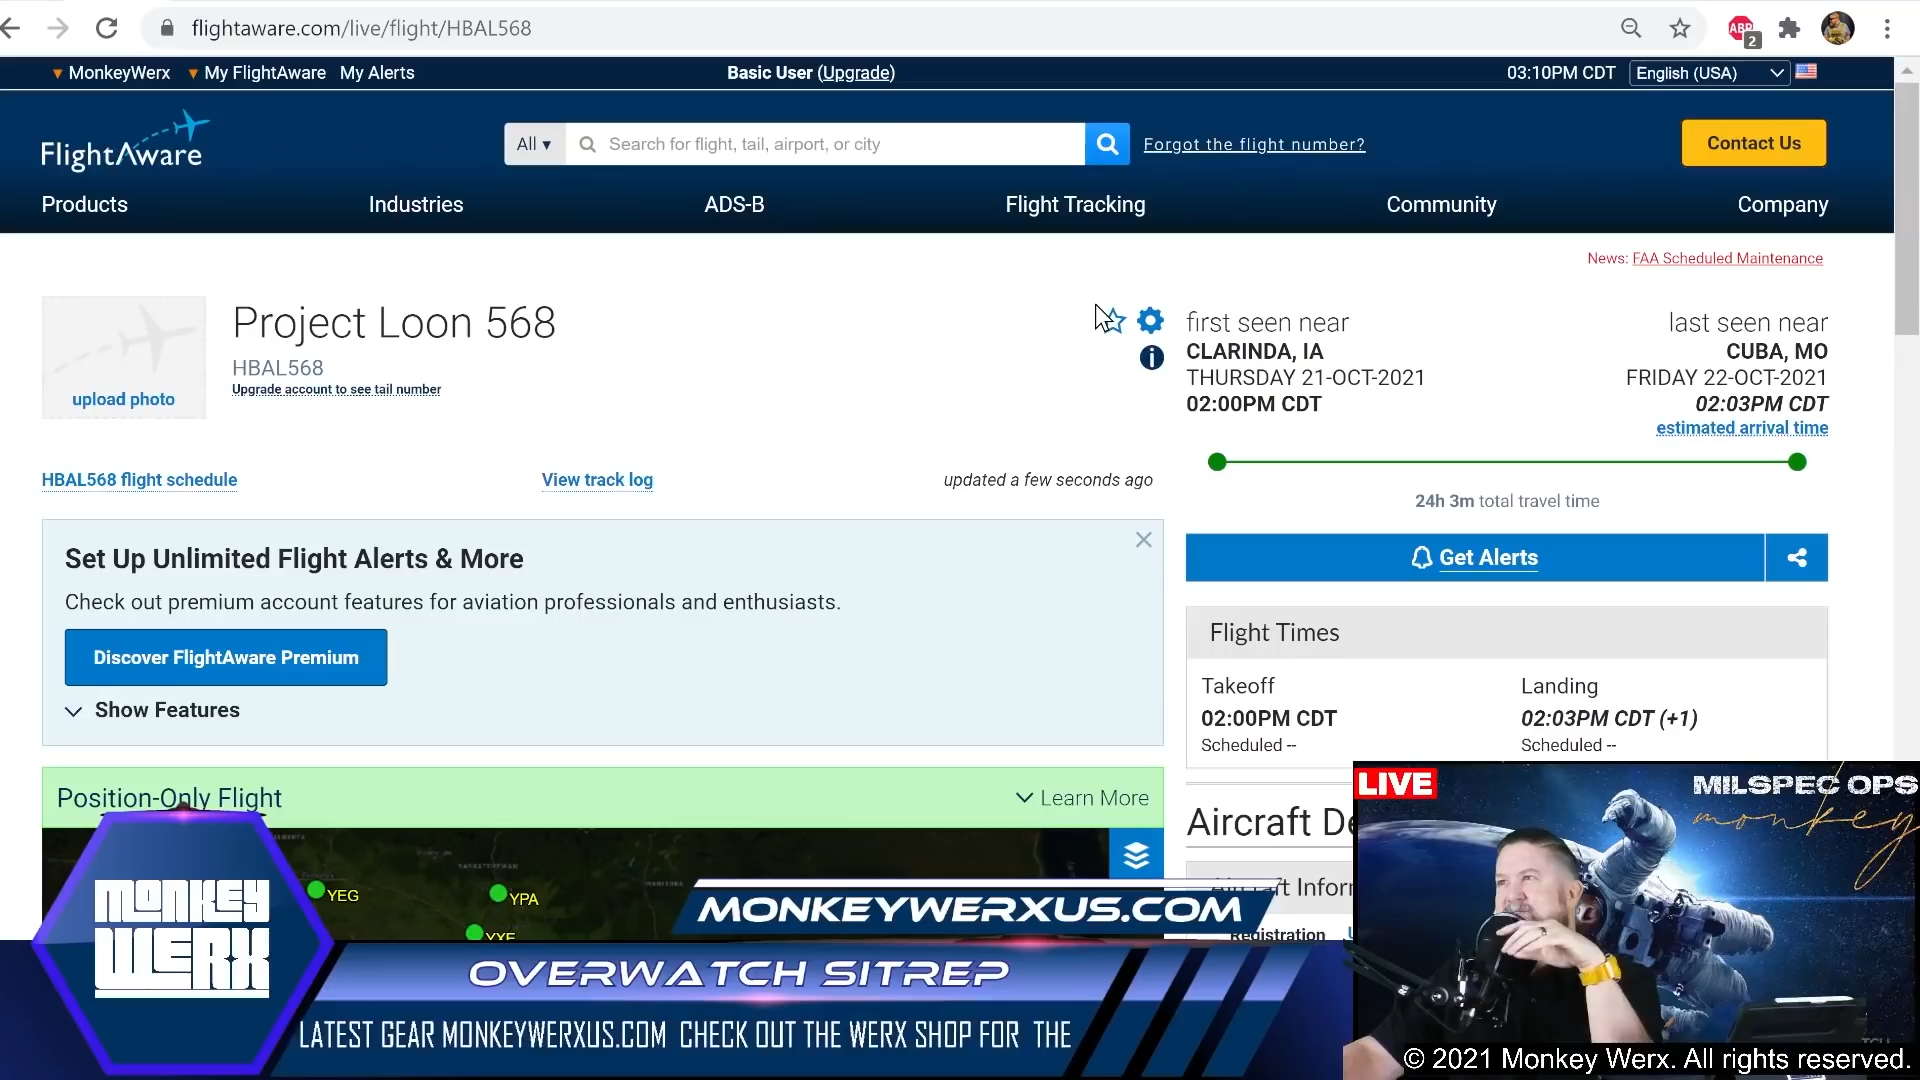 flightaware.com/live/flight/HBAL568
ABP
2
MonkeyWerx My FlightAware My Alerts
Basic User (Upgrade)
03:10PM CDT English (USA)
FlightAware
All Search for flight, tail, airport, or city
Forgot the flight number?
Contact Us
Products Industries ADS-B Flight Tracking Community Company
News: FAA Scheduled Maintenance
Project Loon 568
HBAL568
Upgrade account to see tail number
upload photo
first seen near
CLARINDA, IA
THURSDAY 21-OCT-2021
02:00PM CDT
last seen near
CUBA, MO
FRIDAY 22-OCT-2021
02:03PM CDT
estimated arrival time
HBAL568 flight schedule
View track log
updated a few seconds ago
24h 3m total travel time
Get Alerts
Set Up Unlimited Flight Alerts & More
Check out premium account features for aviation professionals and enthusiasts.
Discover FlightAware Premium
Show Features
Flight Times
Takeoff
02:00PM CDT
Scheduled --
Landing
02:03PM CDT (+1)
Scheduled --
Position-Only Flight
Learn More
YEG
YPA
YXE
Aircraft De
Aircraft Infor
Registration
LIVE
MILSPEC OPS
monkey
MONKEY
WERX
MONKEYWERXUS.COM
OVERWATCH SITREP
LATEST GEAR MONKEYWERXUS.COM CHECK OUT THE WERX SHOP FOR THE
© 2021 Monkey Werx. All rights reserved.